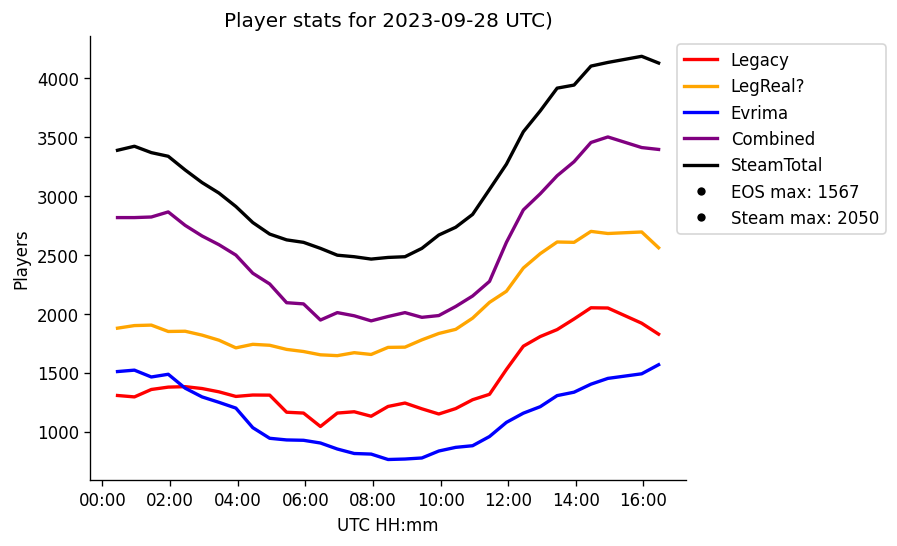 Player stats for 2023-09-28 UTC)
Players
4000
3500
3000
2500
2000
1500
1000
00:00 02:00 04:00 06:00 08:00 10:00 12:00 14:00 16:00
UTC HH:mm
Legacy
LegReal?
Evrima
Combined
SteamTotal
EOS max: 1567
Steam max: 2050